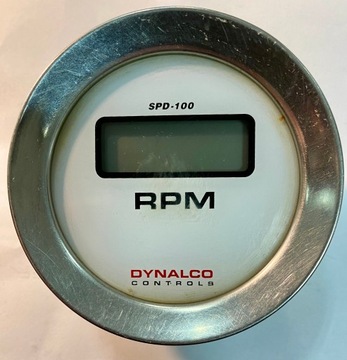 SPD-100
RPM
DYNALCO
CONTROLS